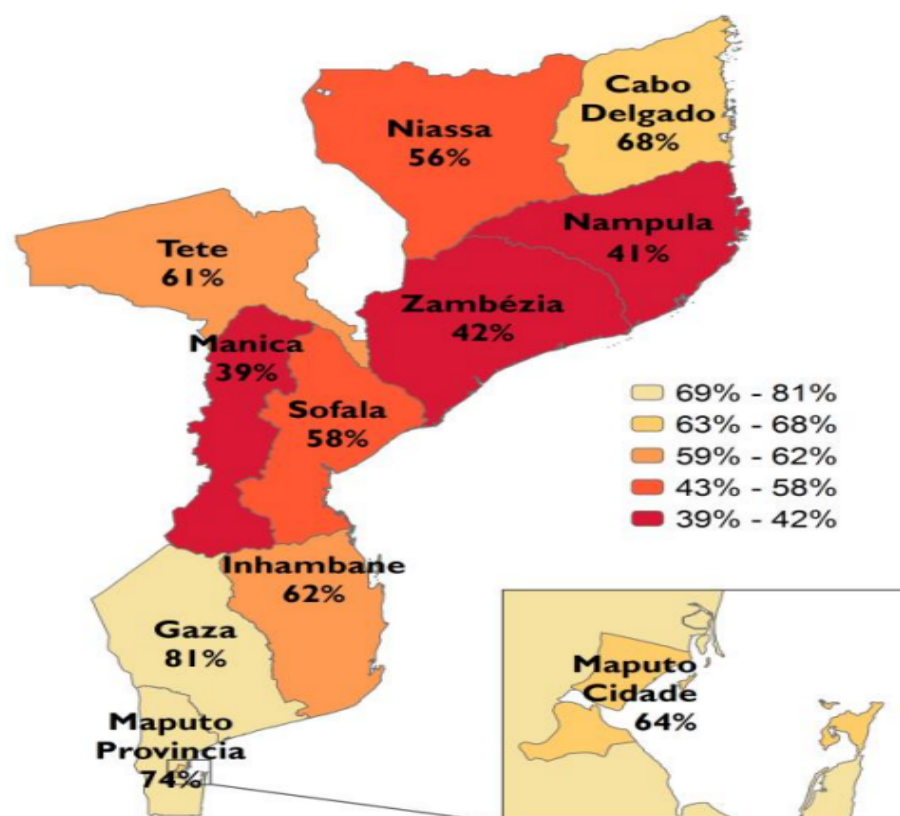 Cabo
Delgado
68%
Niassa
56%
Nampula
41%
Tete
61%
Zambézia
42%
Manica
39%
Sofala
58%
69% - 81%
63% - 68%
59% - 62%
43% - 58%
39% - 42%
Inhambane
62%
Gaza
81%
Maputo
Cidade
64%
Maputo
Provincia
74%